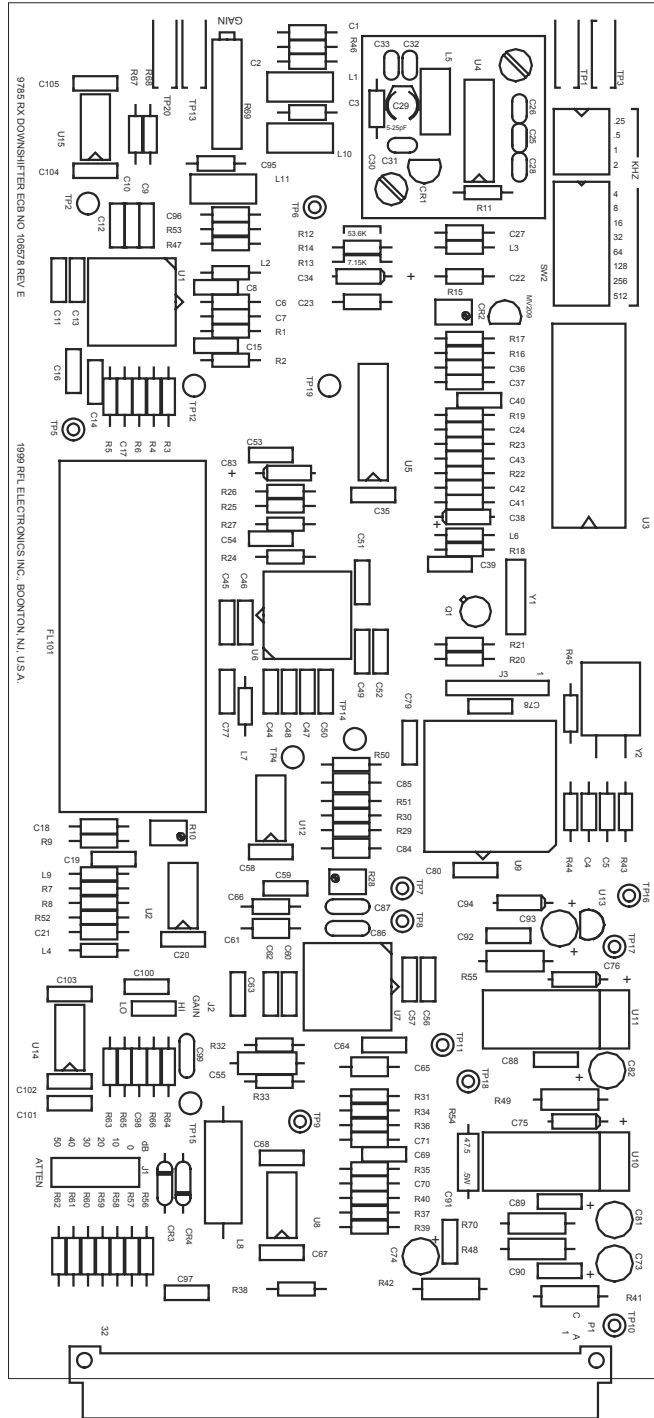 GAIN
C1
R46
C2
L1
C3
L10
R69
C33
C32
L5
U4
C29
5-25pF
C30
C31
CR1
R11
C26
C25
C28
TP1
TP3
.25
.5
1
2
KHZ
4
8
16
32
64
128
256
512
SW2
C105
R67
R68
TP20
TP13
U15
C104
TP2
C10
C9
C12
C95
L11
TP6
C96
R53
R47
R12
53.6K
R14
R13
7.15K
C34
+
C23
C27
L3
C22
R15
CR2
MV209
9785 RX DOWNSHIFTER ECB NO 106578 REV E
U1
L2
C8
C6
C7
R1
C15
R2
C11
C13
C16
C14
TP12
TP19
TP5
R5
C17
R6
R4
R3
R17
R16
C36
C37
C40
R19
C24
R23
C43
R22
C42
C41
C38
+
L6
R18
C39
U3
U5
C35
C53
C83
+
R26
R25
R27
C54
R24
C51
C45
C46
U6
C49
C52
Y1
Q1
R21
R20
J3
1
C78
R45
Y2
1999 RFL ELECTRONICS INC., BOONTON, NJ, U.S.A.
FL101
C77
L7
C44
C48
C47
C50
TP14
TP4
C79
R50
C85
R51
R30
R29
C84
U12
C58
U9
C80
R44
C4
C5
R43
C18
R9
R10
C19
L9
R7
R8
R52
C21
L4
U2
C20
C59
C66
C61
R28
C87
C86
TP7
TP8
C94
C93
+
U13
TP16
C92
+
TP17
R55
C76
+
C103
C100
LO
HI
GAIN
J2
C63
C62
C60
U7
C57
C56
U11
U14
C102
C101
C99
R32
C55
R33
C64
C65
TP11
TP18
C88
C82
+
R49
R63
R65
C98
R66
R64
TP15
TP9
R31
R34
R36
C71
C69
R35
C70
R40
R37
R39
R54
47.5
.5W
C75
+
U10
50
40
30
20
10
0
dB
ATTEN
J1
R62
R61
R60
R59
R58
R57
R56
CR3
CR4
L8
C68
U8
C67
C91
R70
R48
C74
+
C89
C81
+
C90
C73
+
C97
R38
R42
R41
TP10
32
C
A
1
P1